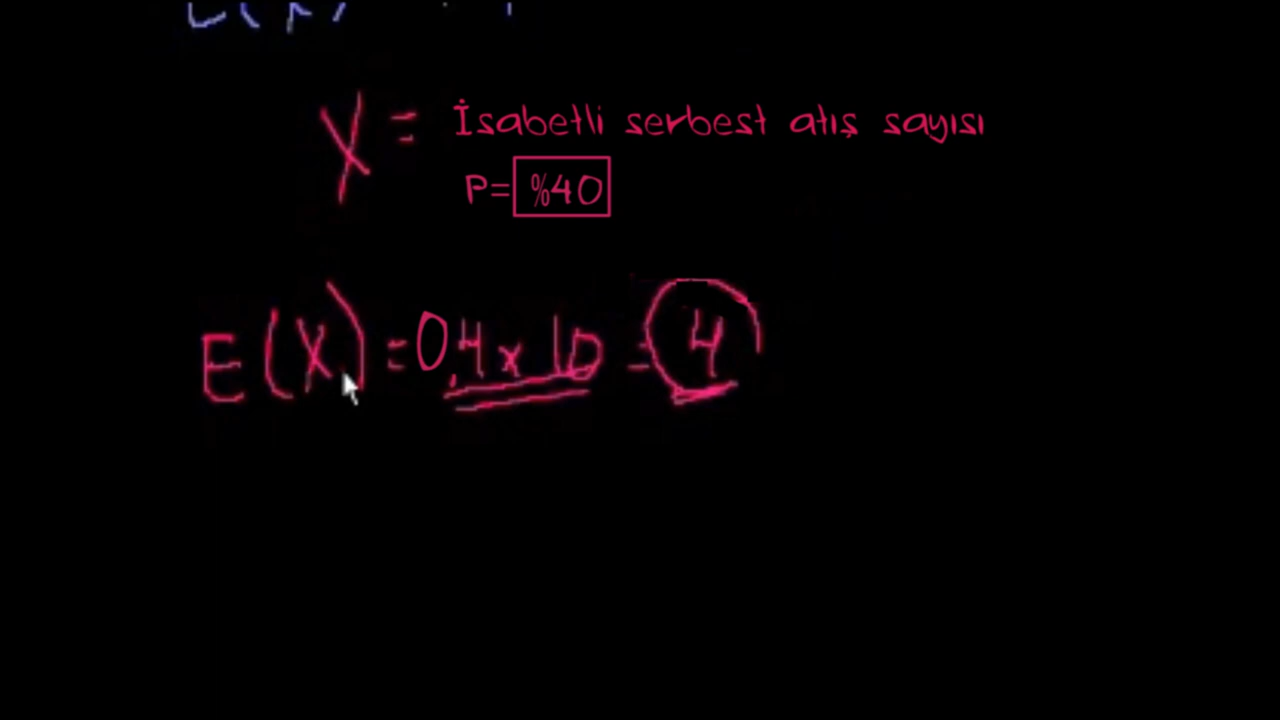 X = İsabetli serbest atış sayısı
P= %40
E(X) = 0,4 x 10 = 4